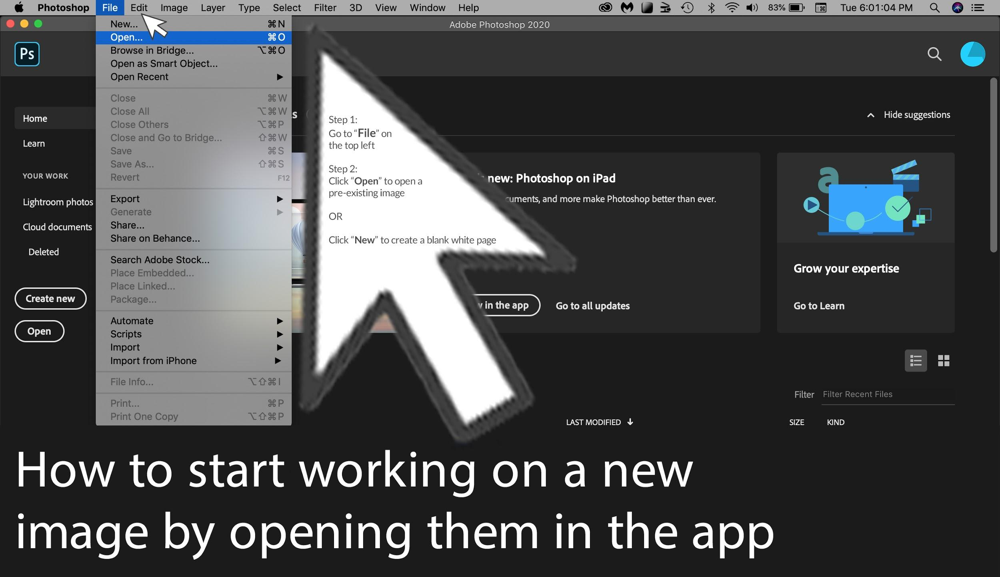 Photoshop File Edit Image Layer Type Select Filter 3D View Window Help 83% Tue 6:01:04 PM
Adobe Photoshop 2020
New... ⌘N
Open... ⌘O
Browse in Bridge... ⌥⌘O
Open as Smart Object...
Open Recent ▶
Close ⌘W
Close All ⌥⌘W
Close Others ⌥⌘P
Close and Go to Bridge... ⇧⌘W
Save ⌘S
Save As... ⇧⌘S
Revert F12
Export ▶
Generate ▶
Share...
Share on Behance...
Search Adobe Stock...
Place Embedded...
Place Linked...
Package...
Automate ▶
Scripts ▶
Import ▶
Import from iPhone ▶
File Info... ⌥⇧⌘I
Print... ⌘P
Print One Copy ⌥⇧⌘P
Ps
Home
Learn
YOUR WORK
Lightroom photos
Cloud documents
Deleted
Create new
Open
Step 1:
Go to “File” on
the top left
Step 2:
Click “Open” to open a
pre-existing image
OR
Click “New” to create a blank white page
Hide suggestions
new: Photoshop on iPad
cuments, and more make Photoshop better than ever.
in the app
Go to all updates
a
Grow your expertise
Go to Learn
Filter Filter Recent Files
LAST MODIFIED ↓ SIZE KIND
How to start working on a new
image by opening them in the app